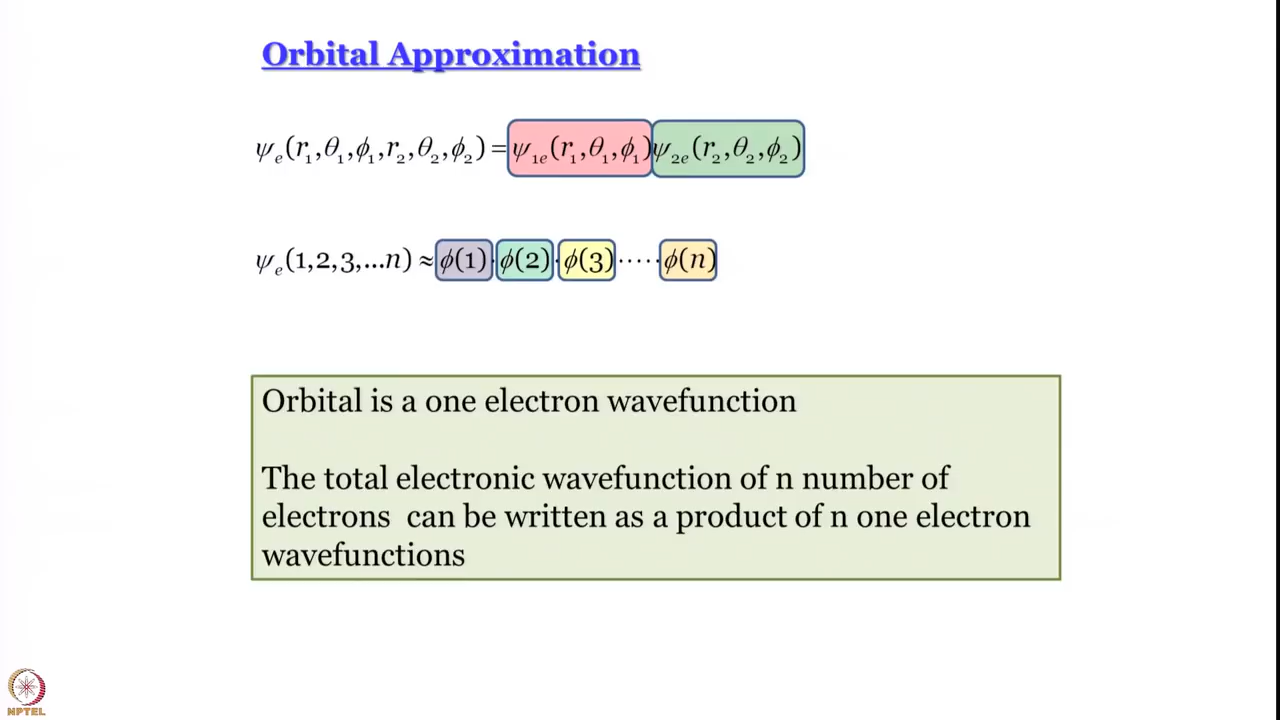 Orbital Approximation
ψₑ(r₁,θ₁,ϕ₁,r₂,θ₂,ϕ₂) = ψ₁ₑ(r₁,θ₁,ϕ₁)ψ₂ₑ(r₂,θ₂,ϕ₂)
ψₑ(1,2,3,...n) ≈ ϕ(1)·ϕ(2)·ϕ(3)·····ϕ(n)
Orbital is a one electron wavefunction
The total electronic wavefunction of n number of
electrons can be written as a product of n one electron
wavefunctions
NPTEL